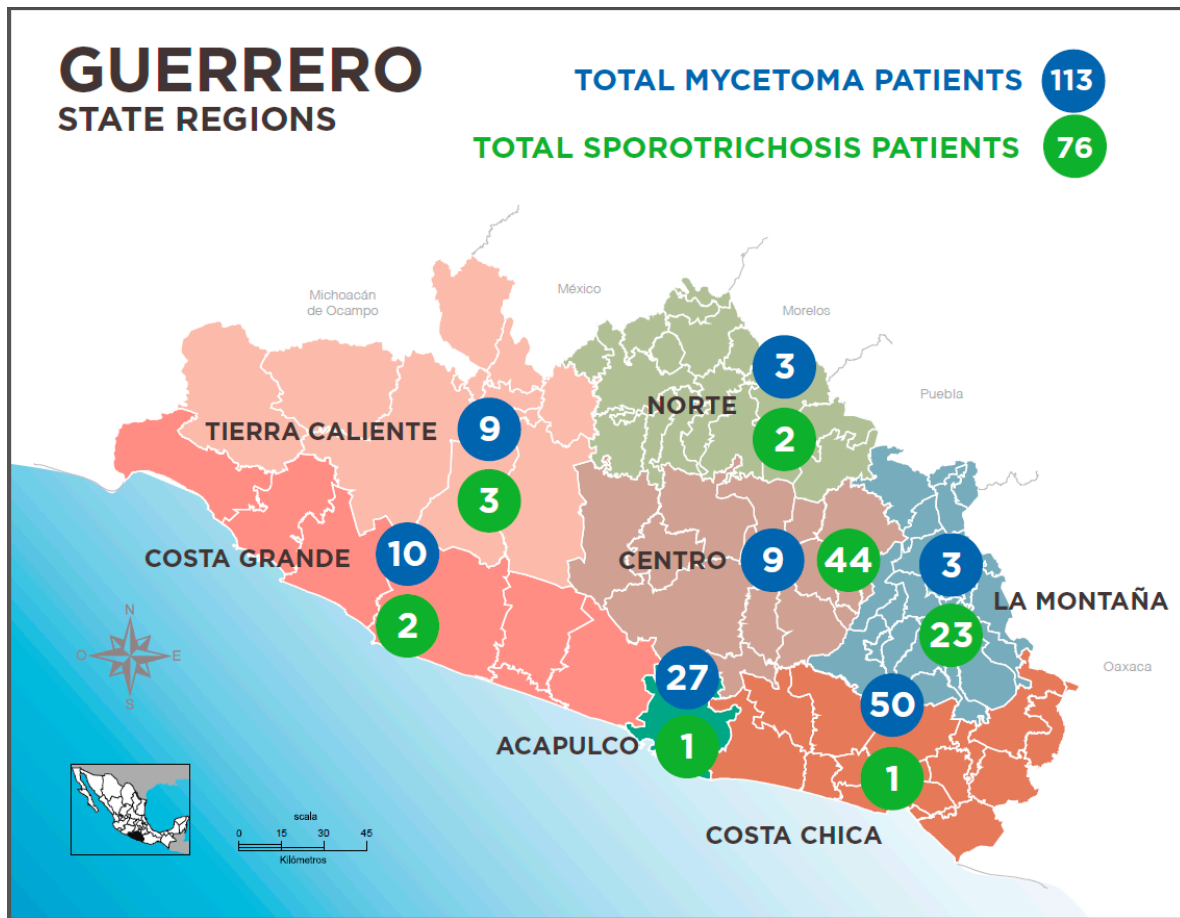 GUERRERO
STATE REGIONS
TOTAL MYCETOMA PATIENTS 113
TOTAL SPOROTRICHOSIS PATIENTS 76
Michoacán
de Ocampo
México
Morelos
Puebla
Oaxaca
TIERRA CALIENTE
9
3
NORTE
3
2
COSTA GRANDE
10
2
CENTRO
9
44
LA MONTAÑA
3
23
ACAPULCO
27
1
COSTA CHICA
50
1
N
O
E
S
scala
0 15 30 45
Kilómetros